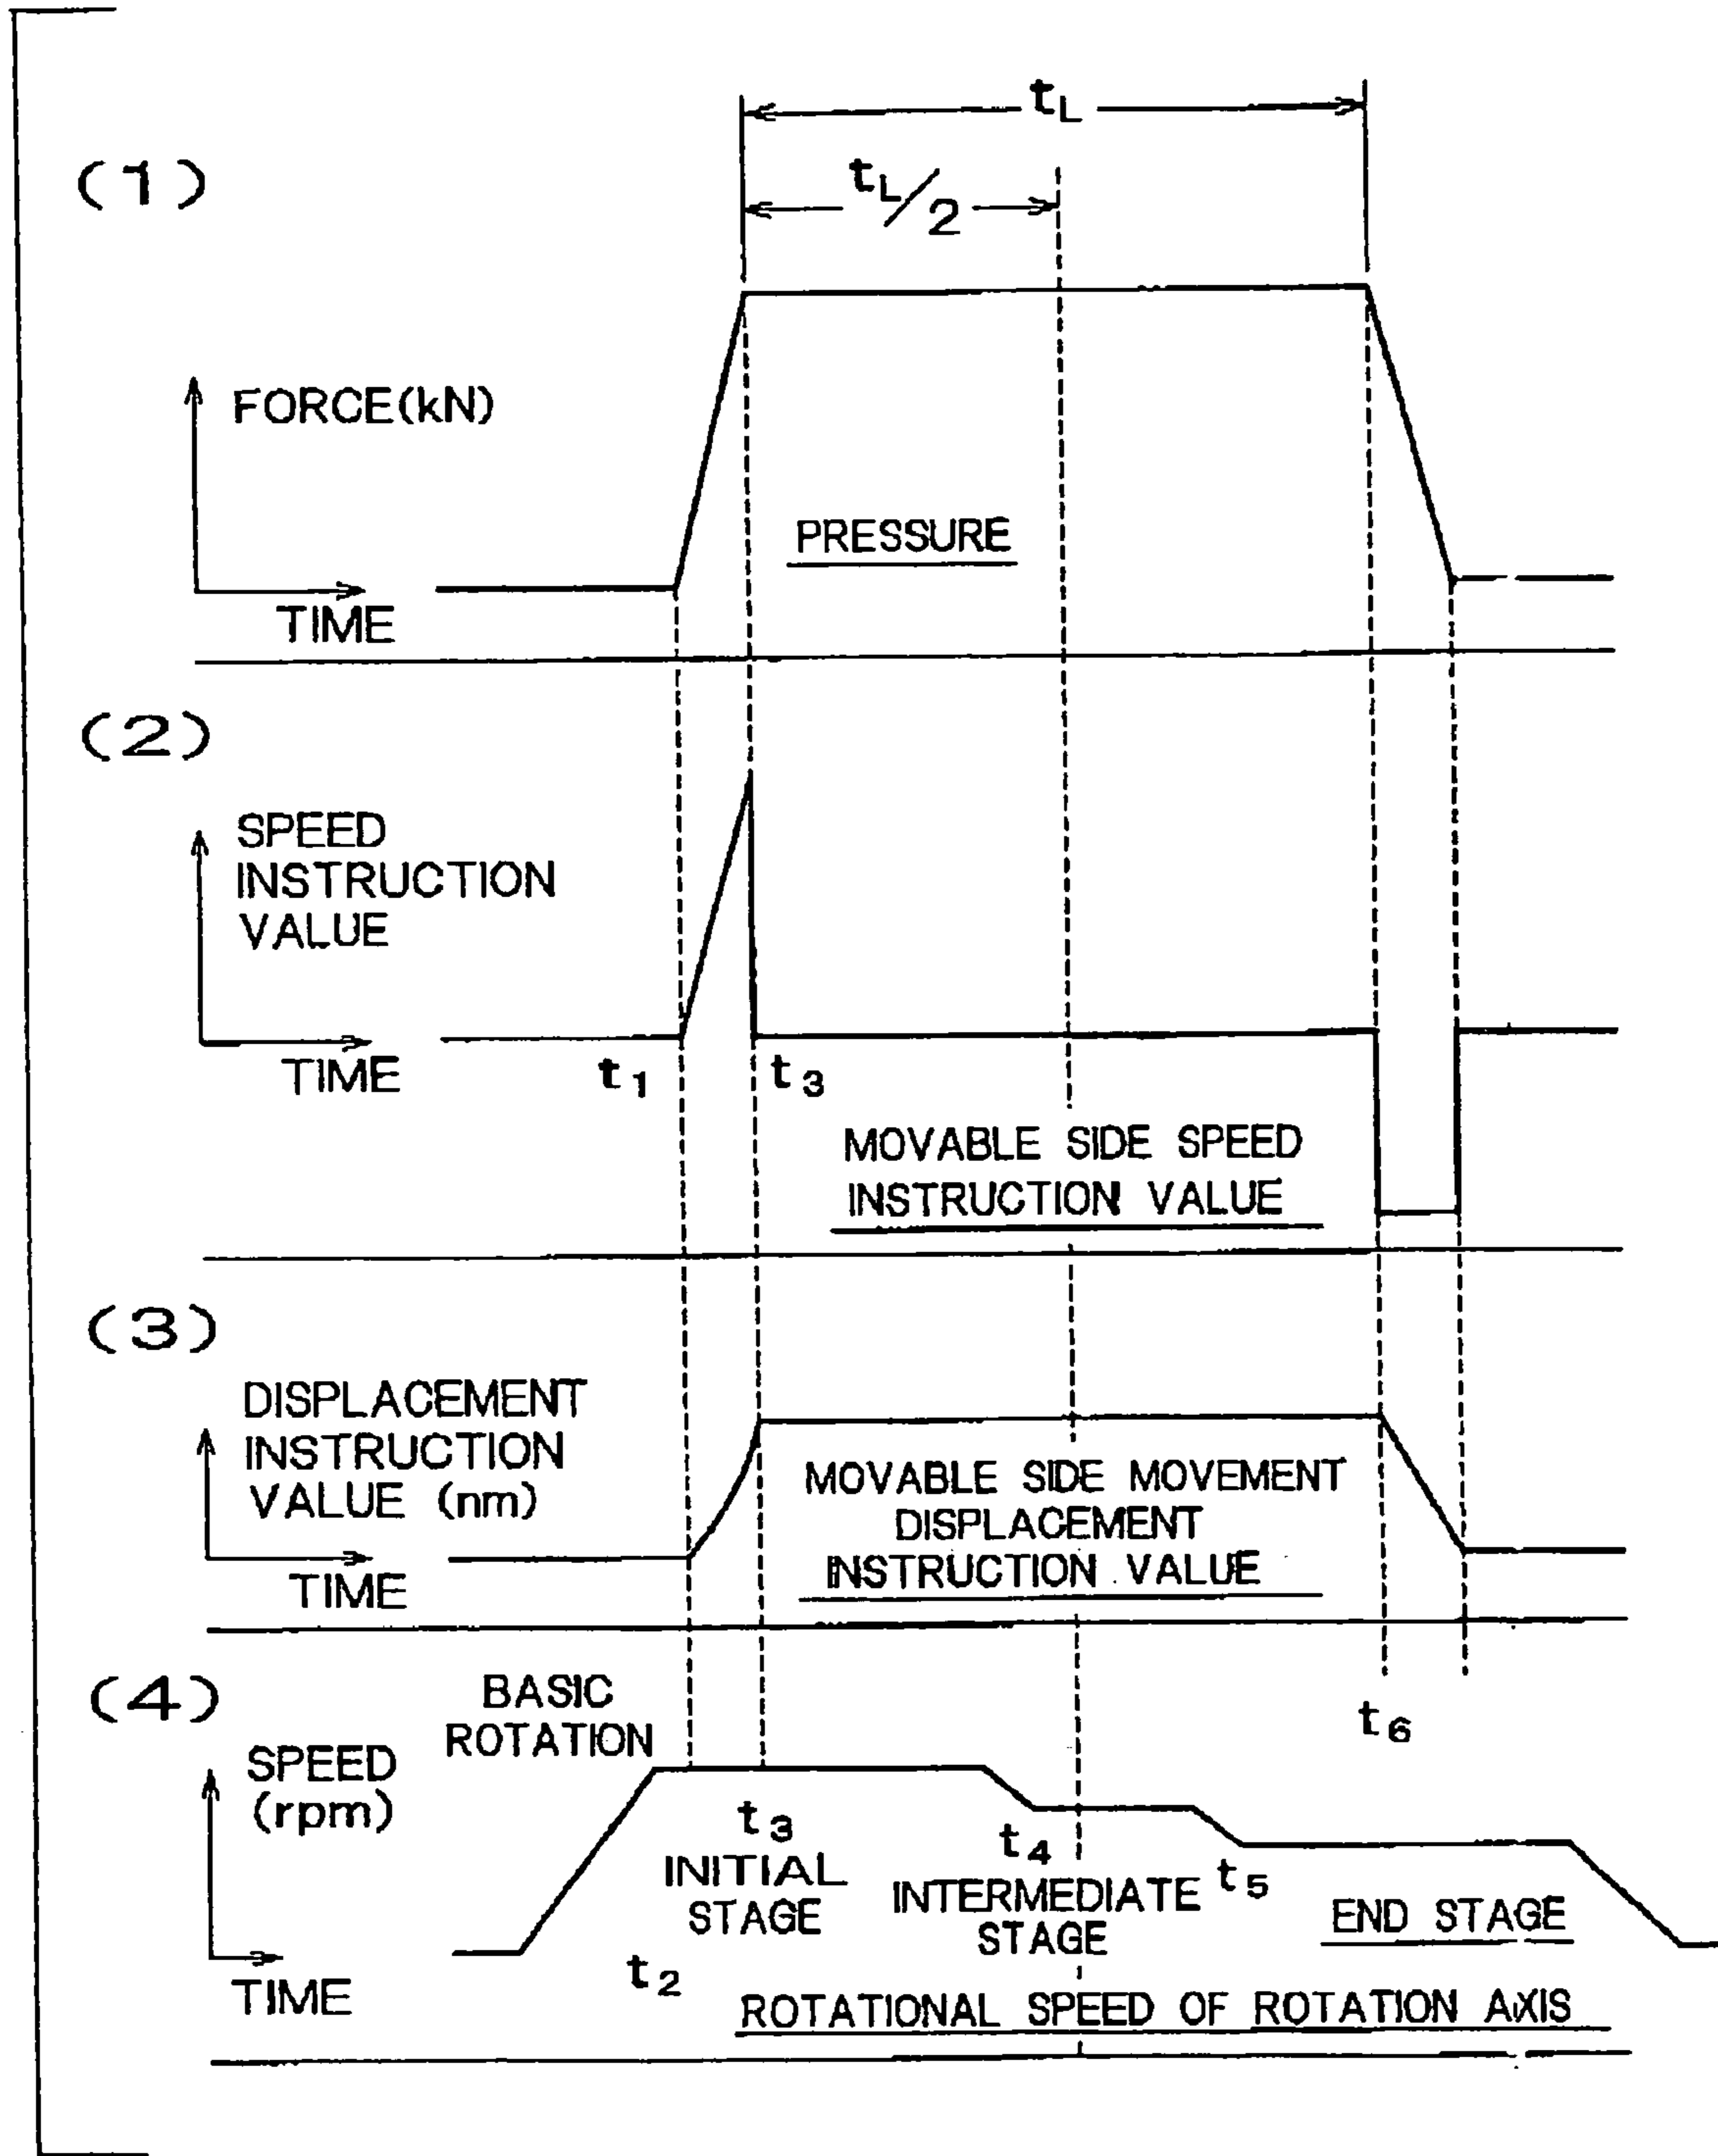 (1)
tL
tL/2
FORCE(kN)
PRESSURE
TIME
(2)
SPEED
INSTRUCTION
VALUE
TIME
t1
t3
MOVABLE SIDE SPEED
INSTRUCTION VALUE
(3)
DISPLACEMENT
INSTRUCTION
VALUE (nm)
TIME
MOVABLE SIDE MOVEMENT
DISPLACEMENT
INSTRUCTION VALUE
(4)
BASIC
ROTATION
SPEED
(rpm)
TIME
t6
t3
INITIAL
STAGE
t4
INTERMEDIATE
STAGE
t5
END STAGE
t2
ROTATIONAL SPEED OF ROTATION AXIS